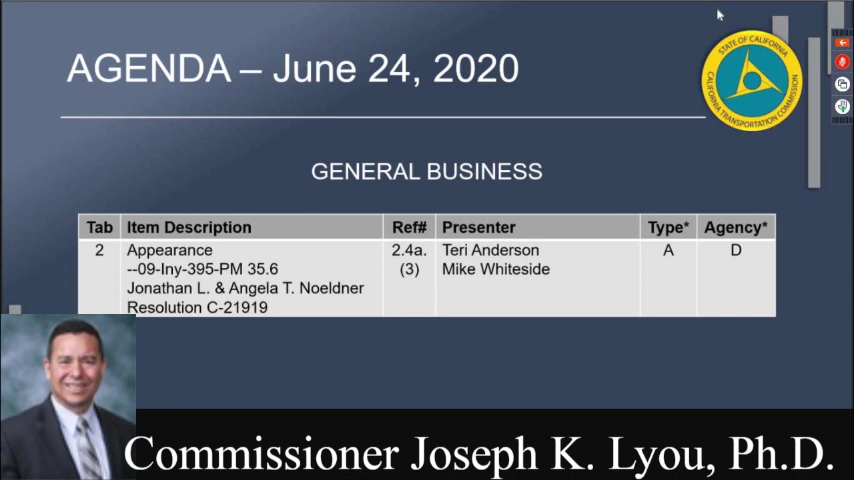 AGENDA – June 24, 2020
STATE OF CALIFORNIA
CALIFORNIA TRANSPORTATION COMMISSION
GENERAL BUSINESS
Tab Item Description Ref# Presenter Type* Agency*
2 Appearance 2.4a. Teri Anderson A D
--09-Iny-395-PM 35.6 (3) Mike Whiteside
Jonathan L. & Angela T. Noeldner
Resolution C-21919
Commissioner Joseph K. Lyou, Ph.D.